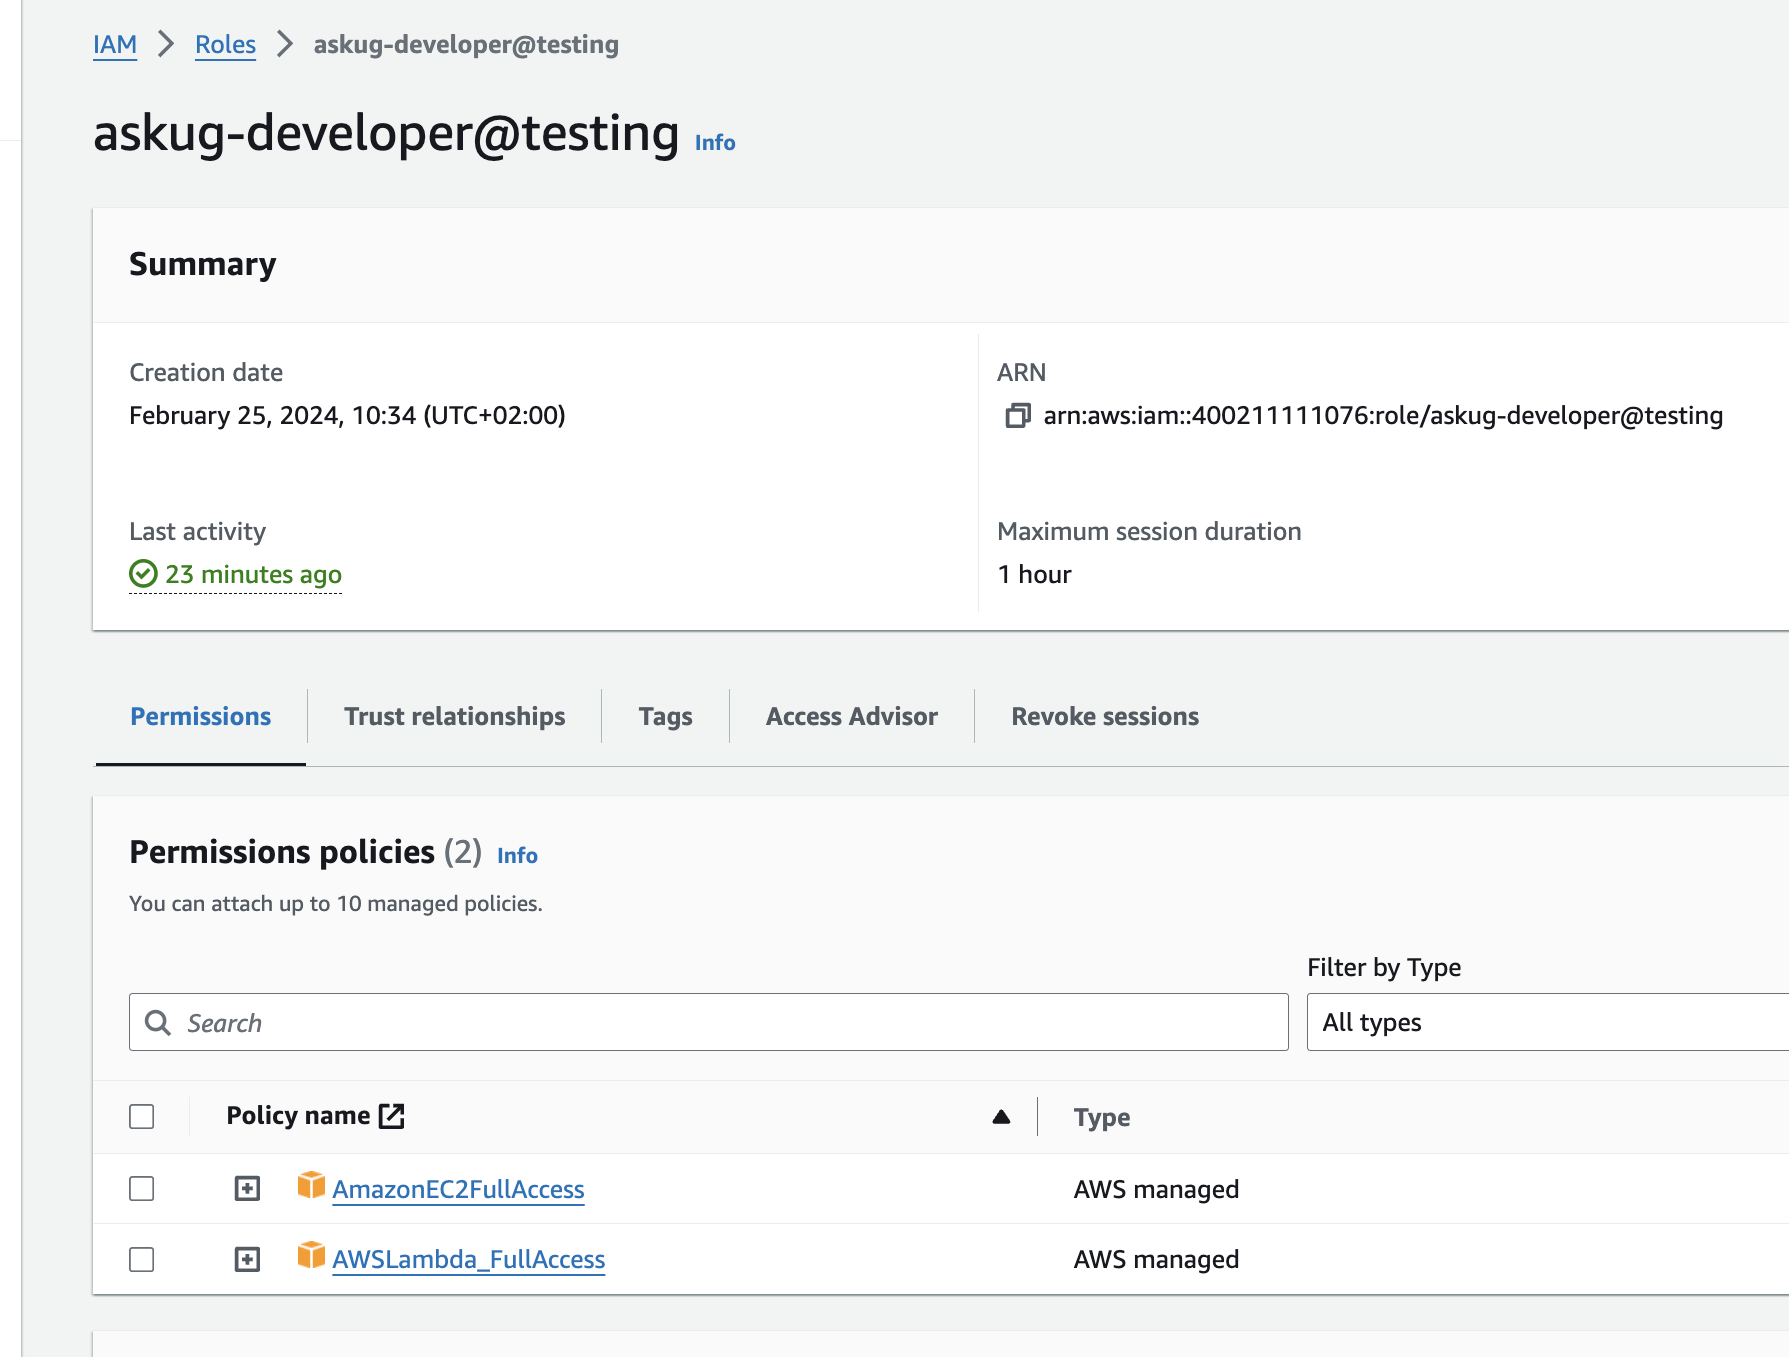 IAM > Roles > askug-developer@testing
askug-developer@testing Info
Summary
Creation date
February 25, 2024, 10:34 (UTC+02:00)
ARN
arn:aws:iam::400211111076:role/askug-developer@testing
Last activity
23 minutes ago
Maximum session duration
1 hour
Permissions
Trust relationships
Tags
Access Advisor
Revoke sessions
Permissions policies (2) Info
You can attach up to 10 managed policies.
Filter by Type
Search
All types
Policy name
Type
AmazonEC2FullAccess
AWS managed
AWSLambda_FullAccess
AWS managed